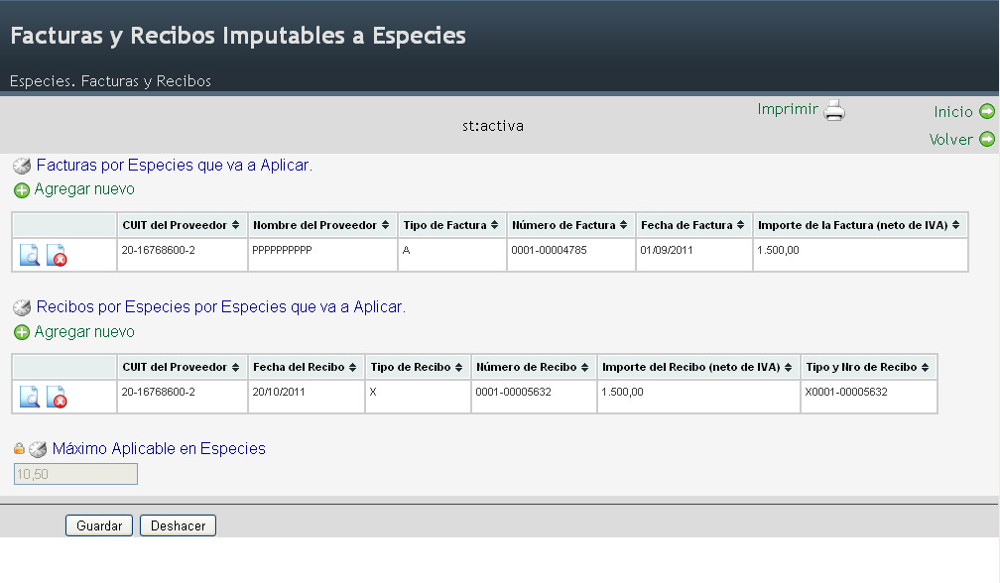 Facturas y Recibos Imputables a Especies
Especies. Facturas y Recibos
Imprimir
Inicio
st:activa
Volver
Facturas por Especies que va a Aplicar.
Agregar nuevo
CUIT del Proveedor Nombre del Proveedor Tipo de Factura Número de Factura Fecha de Factura Importe de la Factura (neto de IVA)
20-16768600-2 PPPPPPPPPP A 0001-00004785 01/09/2011 1.500,00
Recibos por Especies por Especies que va a Aplicar.
Agregar nuevo
CUIT del Proveedor Fecha del Recibo Tipo de Recibo Número de Recibo Importe del Recibo (neto de IVA) Tipo y Nro de Recibo
20-16768600-2 20/10/2011 X 0001-00005632 1.500,00 X0001-00005632
Máximo Aplicable en Especies
10,50
Guardar Deshacer